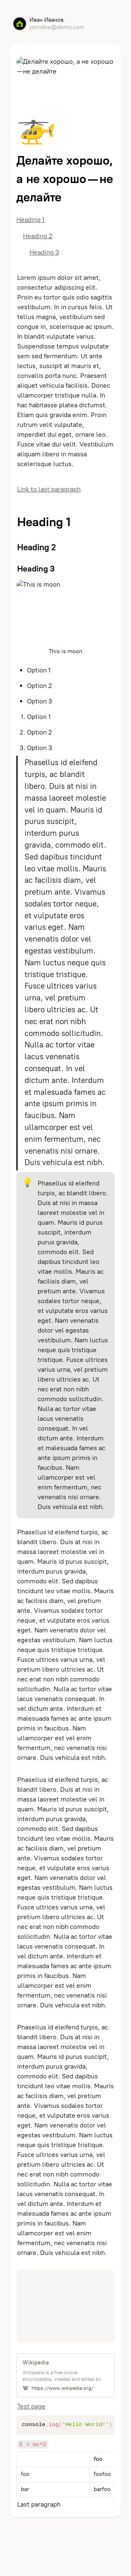 Иван Иванов
johndoe@demo.com
Делайте хорошо, а не хорошо
— не делайте
Делайте хорошо,
а не хорошо — не
делайте
Heading 1
Heading 2
Heading 3
Lorem ipsum dolor sit amet,
consectetur adipiscing elit.
Proin eu tortor quis odio sagittis
vestibulum. In in cursus felis. Ut
tellus magna, vestibulum sed
congue in, scelerisque ac ipsum.
In blandit vulputate varius.
Suspendisse tempus vulputate
sem sed fermentum. Ut ante
lectus, suscipit at mauris et,
convallis porta nunc. Praesent
aliquet vehicula facilisis. Donec
ullamcorper tristique nulla. In
hac habitasse platea dictumst.
Etiam quis gravida enim. Proin
rutrum velit vulputate,
imperdiet dui eget, ornare leo.
Fusce vitae dui velit. Vestibulum
aliquam ebilum in massa
scelerisque luctus.
Link to last paragraph
Heading 1
Heading 2
Heading 3
This is moon
This is moon
• Option 1
• Option 2
• Option 3
1. Option 1
2. Option 2
3. Option 3
Phasellus id eleifend
turpis, ac blandit
libero. Duis at nisi in
massa laoreet molestie
vel in quam. Mauris id
purus suscipit,
interdum purus
gravida, commodo elit.
Sed dapibus tincidunt
leo vitae mollis. Mauris
ac facilisis diam, vel
pretium ante. Vivamus
sodales tortor neque,
et vulputate eros
varius eget. Nam
venenatis dolor vel
egestas vestibulum.
Nam luctus neque quis
tristique tristique.
Fusce ultrices varius
urna, vel pretium
libero ultricies ac. Ut
nec erat non nibh
commodo sollicitudin.
Nulla ac tortor vitae
lacus venenatis
consequat. In vel
dictum ante. Interdum
et malesuada fames ac
ante ipsum primis in
faucibus. Nam
ullamcorper est vel
enim fermentum, nec
venenatis nisi ornare.
Duis vehicula est nibh.
Phasellus id eleifend
turpis, ac blandit libero.
Duis at nisi in massa
laoreet molestie vel in
quam. Mauris id purus
suscipit, interdum
purus gravida,
commodo elit. Sed
dapibus tincidunt leo
vitae mollis. Mauris ac
facilisis diam, vel
pretium ante. Vivamus
sodales tortor neque,
et vulputate eros varius
eget. Nam venenatis
dolor vel egestas
vestibulum. Nam luctus
neque quis tristique
tristique. Fusce ultrices
varius urna, vel pretium
libero ultricies ac. Ut
nec erat non nibh
commodo sollicitudin.
Nulla ac tortor vitae
lacus venenatis
consequat. In vel
dictum ante. Interdum
et malesuada fames ac
ante ipsum primis in
faucibus. Nam
ullamcorper est vel
enim fermentum, nec
venenatis nisi ornare.
Duis vehicula est nibh.
Phasellus id eleifend turpis, ac
blandit libero. Duis at nisi in
massa laoreet molestie vel in
quam. Mauris id purus suscipit,
interdum purus gravida,
commodo elit. Sed dapibus
tincidunt leo vitae mollis. Mauris
ac facilisis diam, vel pretium
ante. Vivamus sodales tortor
neque, et vulputate eros varius
eget. Nam venenatis dolor vel
egestas vestibulum. Nam luctus
neque quis tristique tristique.
Fusce ultrices varius urna, vel
pretium libero ultricies ac. Ut
nec erat non nibh commodo
sollicitudin. Nulla ac tortor vitae
lacus venenatis consequat. In
vel dictum ante. Interdum et
malesuada fames ac ante ipsum
primis in faucibus. Nam
ullamcorper est vel enim
fermentum, nec venenatis nisi
ornare. Duis vehicula est nibh.
Phasellus id eleifend turpis, ac
blandit libero. Duis at nisi in
massa laoreet molestie vel in
quam. Mauris id purus suscipit,
interdum purus gravida,
commodo elit. Sed dapibus
tincidunt leo vitae mollis. Mauris
ac facilisis diam, vel pretium
ante. Vivamus sodales tortor
neque, et vulputate eros varius
eget. Nam venenatis dolor vel
egestas vestibulum. Nam luctus
neque quis tristique tristique.
Fusce ultrices varius urna, vel
pretium libero ultricies ac. Ut
nec erat non nibh commodo
sollicitudin. Nulla ac tortor vitae
lacus venenatis consequat. In
vel dictum ante. Interdum et
malesuada fames ac ante ipsum
primis in faucibus. Nam
ullamcorper est vel enim
fermentum, nec venenatis nisi
ornare. Duis vehicula est nibh.
Phasellus id eleifend turpis, ac
blandit libero. Duis at nisi in
massa laoreet molestie vel in
quam. Mauris id purus suscipit,
interdum purus gravida,
commodo elit. Sed dapibus
tincidunt leo vitae mollis. Mauris
ac facilisis diam, vel pretium
ante. Vivamus sodales tortor
neque, et vulputate eros varius
eget. Nam venenatis dolor vel
egestas vestibulum. Nam luctus
neque quis tristique tristique.
Fusce ultrices varius urna, vel
pretium libero ultricies ac. Ut
nec erat non nibh commodo
sollicitudin. Nulla ac tortor vitae
lacus venenatis consequat. In
vel dictum ante. Interdum et
malesuada fames ac ante ipsum
primis in faucibus. Nam
ullamcorper est vel enim
fermentum, nec venenatis nisi
ornare. Duis vehicula est nibh.
Wikipedia
Wikipedia is a free online
encyclopedia, created and edited by
W https://www.wikipedia.org/
Test page
console.log('Hello World!');
E = mc^2
foo
foo foofoo
bar barfoo
Last paragraph